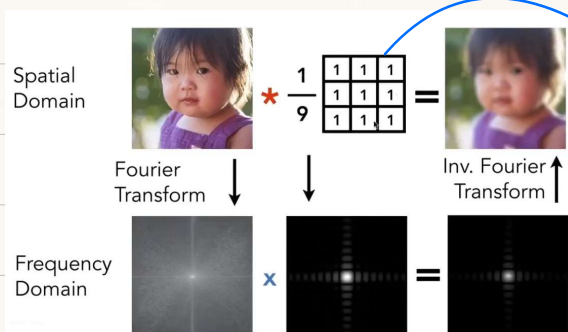 Spatial
Domain
*
1
9
1 1 1
1 1 1
1 1 1
=
Fourier
Transform
Inv. Fourier
Transform
Frequency
Domain
x
=